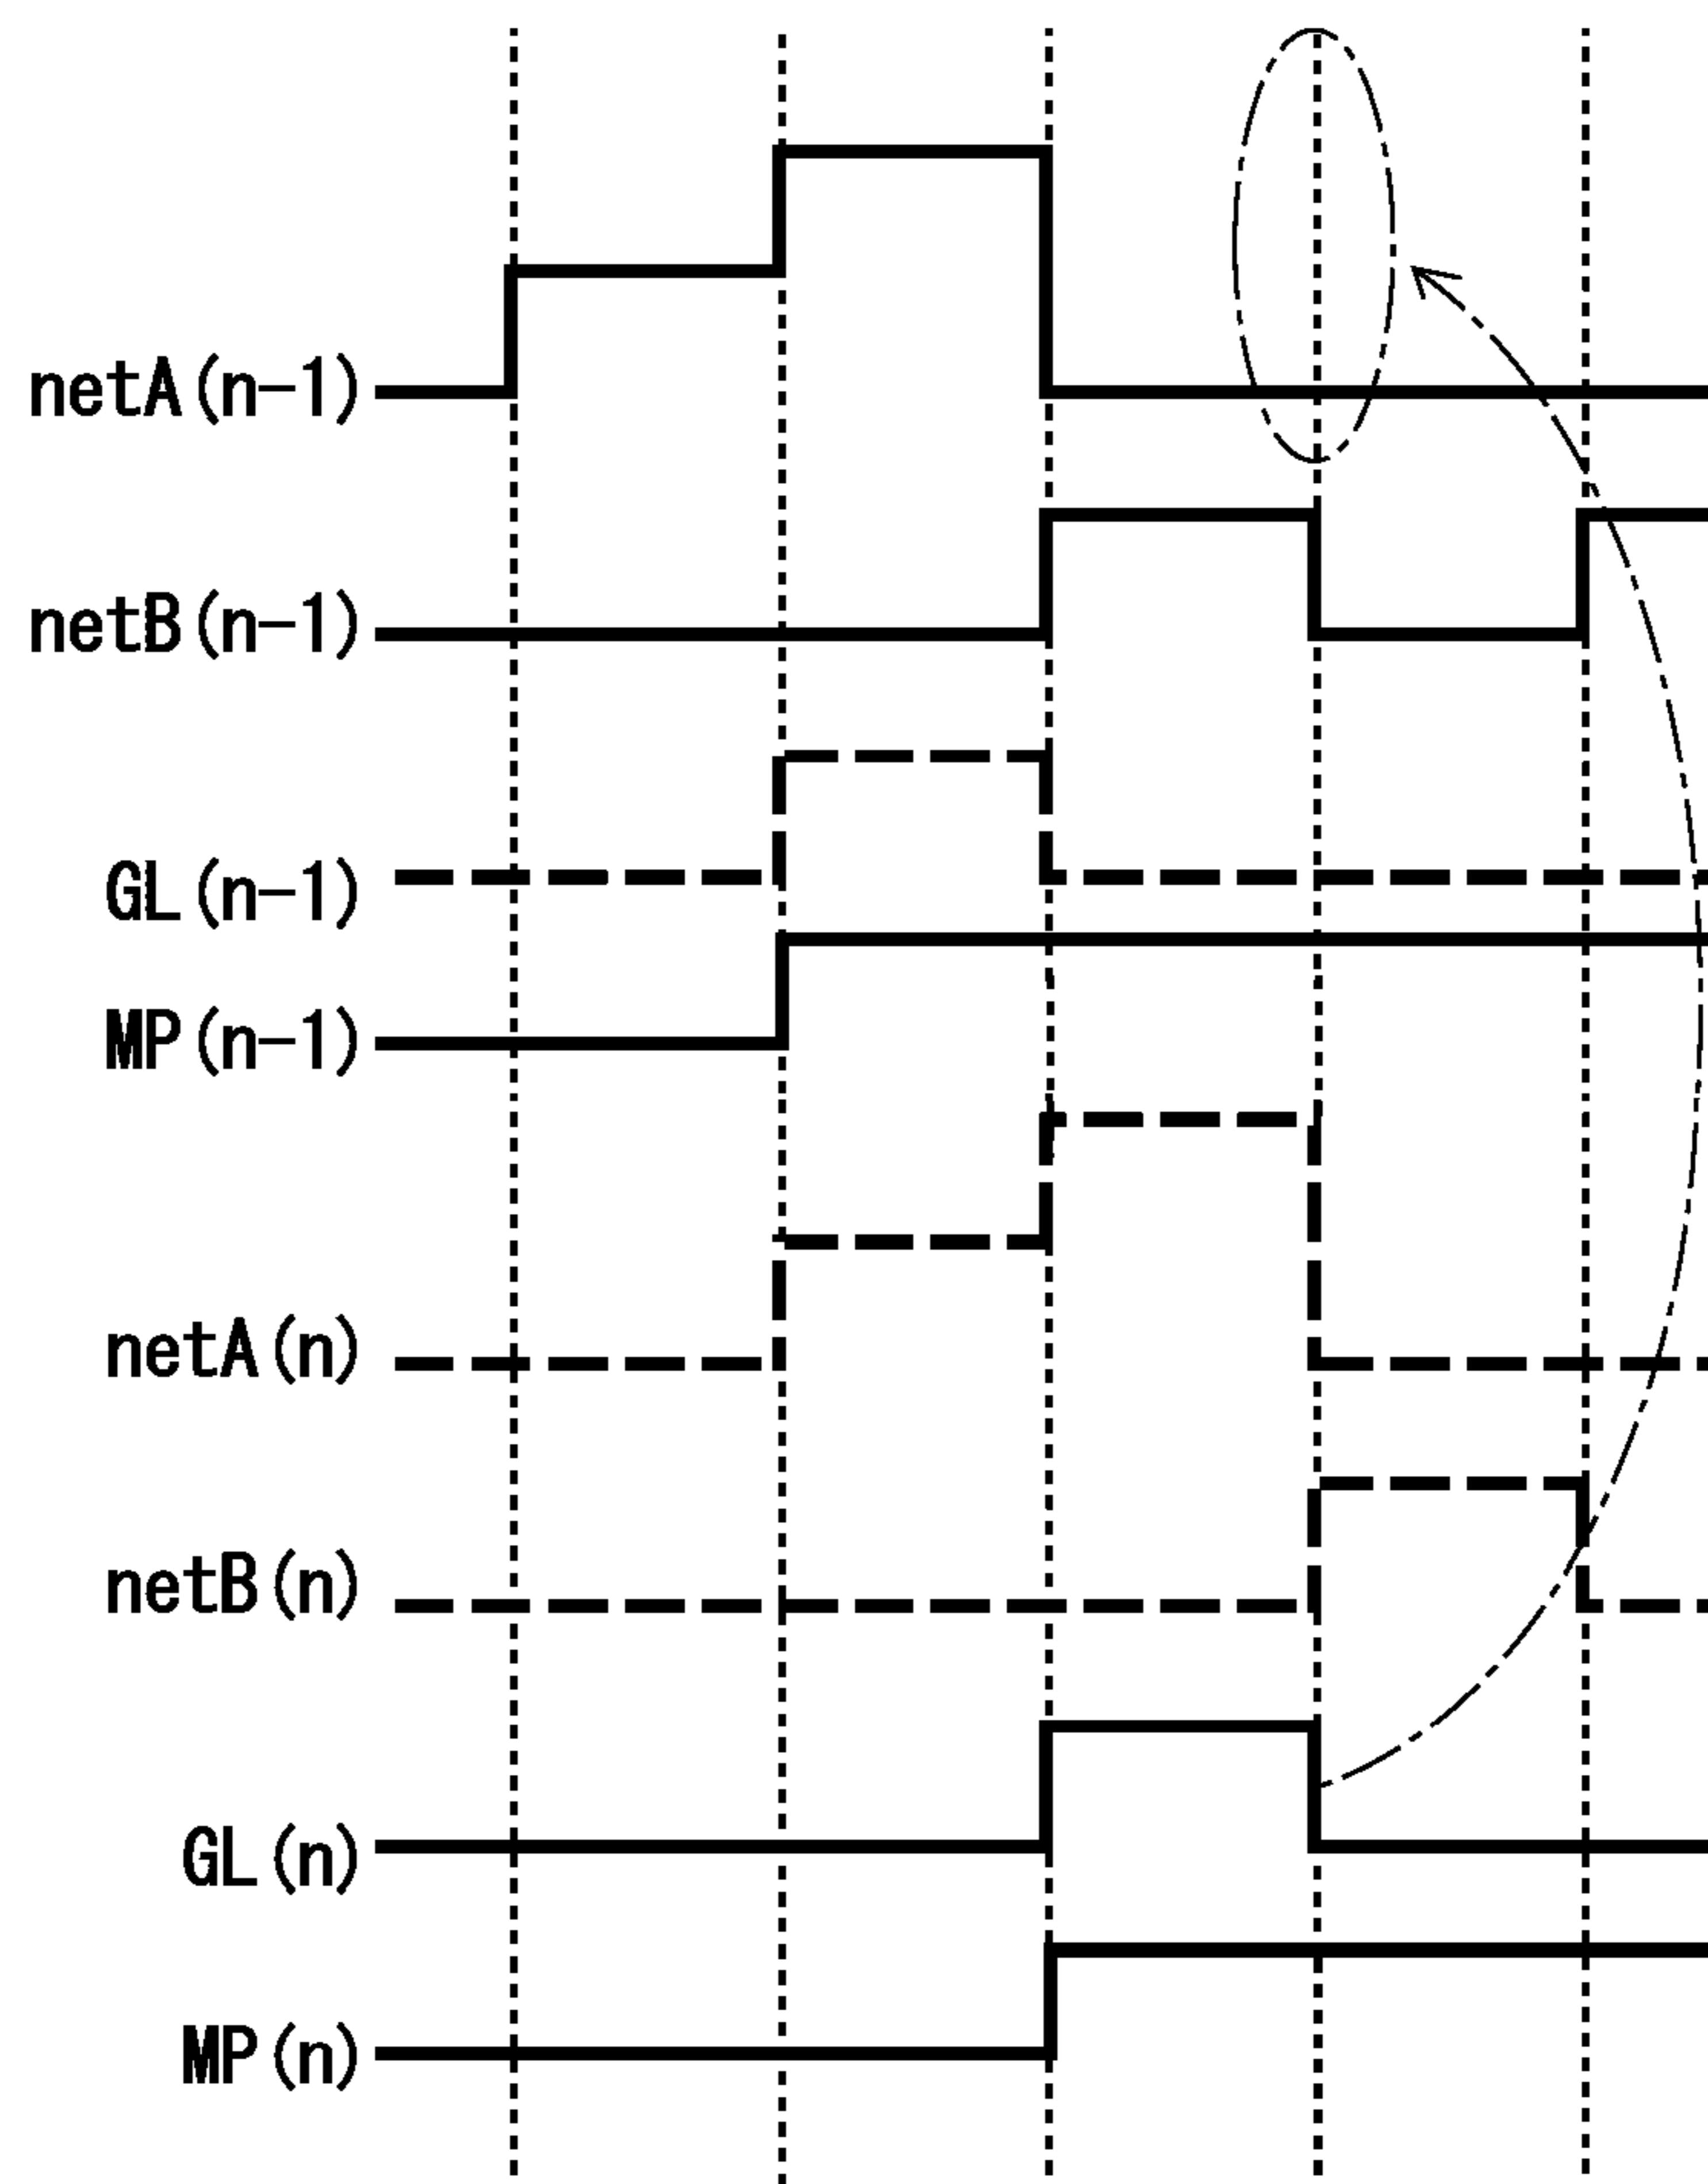 netA(n-1)
netB(n-1)
GL(n-1)
MP(n-1)
netA(n)
netB(n)
GL(n)
MP(n)